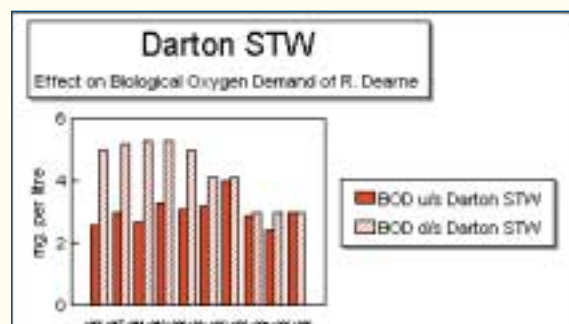 Darton STW
Effect on Biological Oxygen Demand of R. Dearne
6
4
2
0
mg. per litre
BOD u/s Darton STW
BOD d/s Darton STW